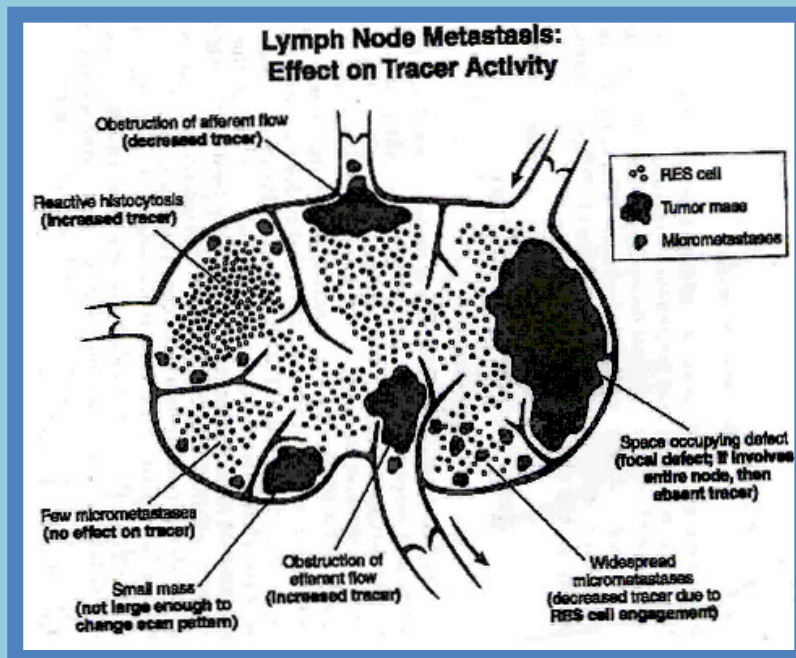 Lymph Node Metastasis:
Effect on Tracer Activity
Obstruction of afferent flow
(decreased tracer)
Reactive histocytosis
(increased tracer)
RES cell
Tumor mass
Micrometastases
Space occupying defect
(focal defect; if involves
entire node, then
absent tracer)
Few micrometastases
(no effect on tracer)
Small mass
(not large enough to
change scan pattern)
Obstruction of
efferent flow
(increased tracer)
Widespread
micrometastases
(decreased tracer due to
RES cell engagement)